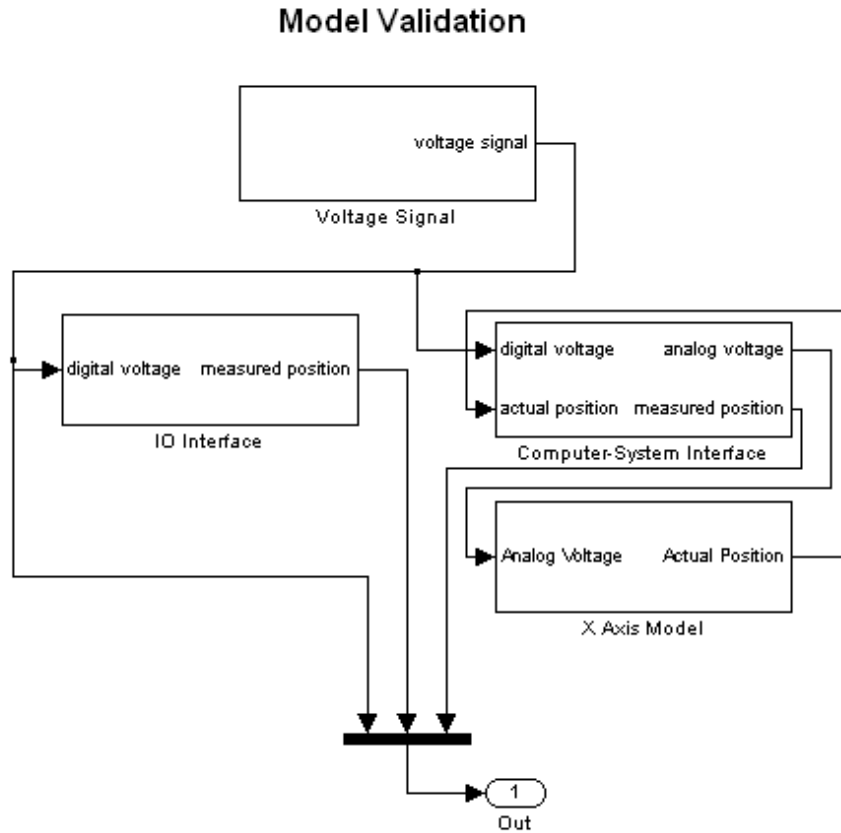 Model Validation
voltage signal
Voltage Signal
digital voltage measured position
IO Interface
digital voltage analog voltage
actual position measured position
Computer-System Interface
Analog Voltage Actual Position
X Axis Model
1
Out